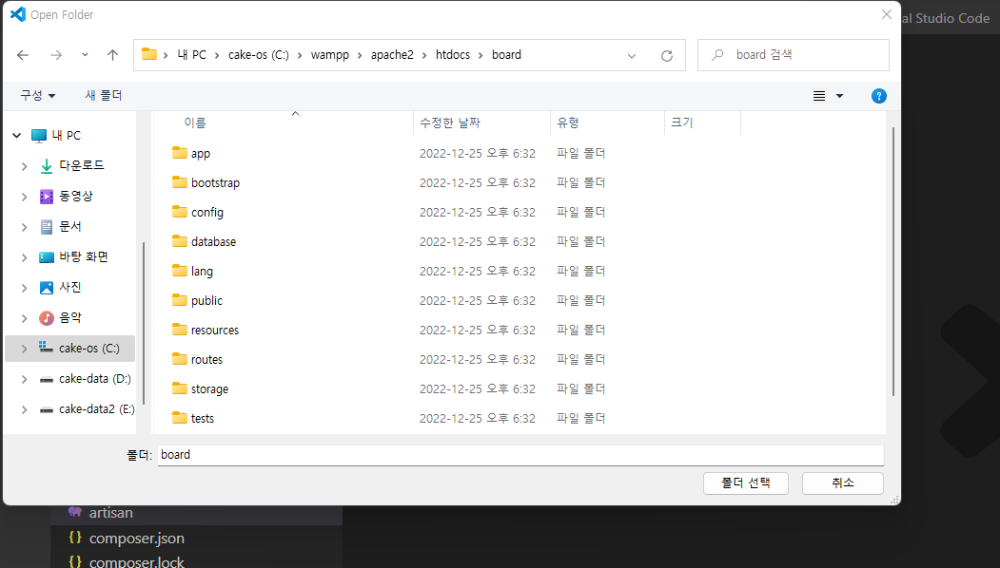 Open Folder
al Studio Code
내 PC > cake-os (C:) > wampp > apache2 > htdocs > board
board 검색
구성
새 폴더
이름 수정한 날짜 유형 크기
내 PC
다운로드
동영상
문서
바탕 화면
사진
음악
cake-os (C:)
cake-data (D:)
cake-data2 (E:)
app 2022-12-25 오후 6:32 파일 폴더
bootstrap 2022-12-25 오후 6:32 파일 폴더
config 2022-12-25 오후 6:32 파일 폴더
database 2022-12-25 오후 6:32 파일 폴더
lang 2022-12-25 오후 6:32 파일 폴더
public 2022-12-25 오후 6:32 파일 폴더
resources 2022-12-25 오후 6:32 파일 폴더
routes 2022-12-25 오후 6:32 파일 폴더
storage 2022-12-25 오후 6:32 파일 폴더
tests 2022-12-25 오후 6:32 파일 폴더
폴더: board
폴더 선택 취소
artisan
{} composer.json
{} composer.lock